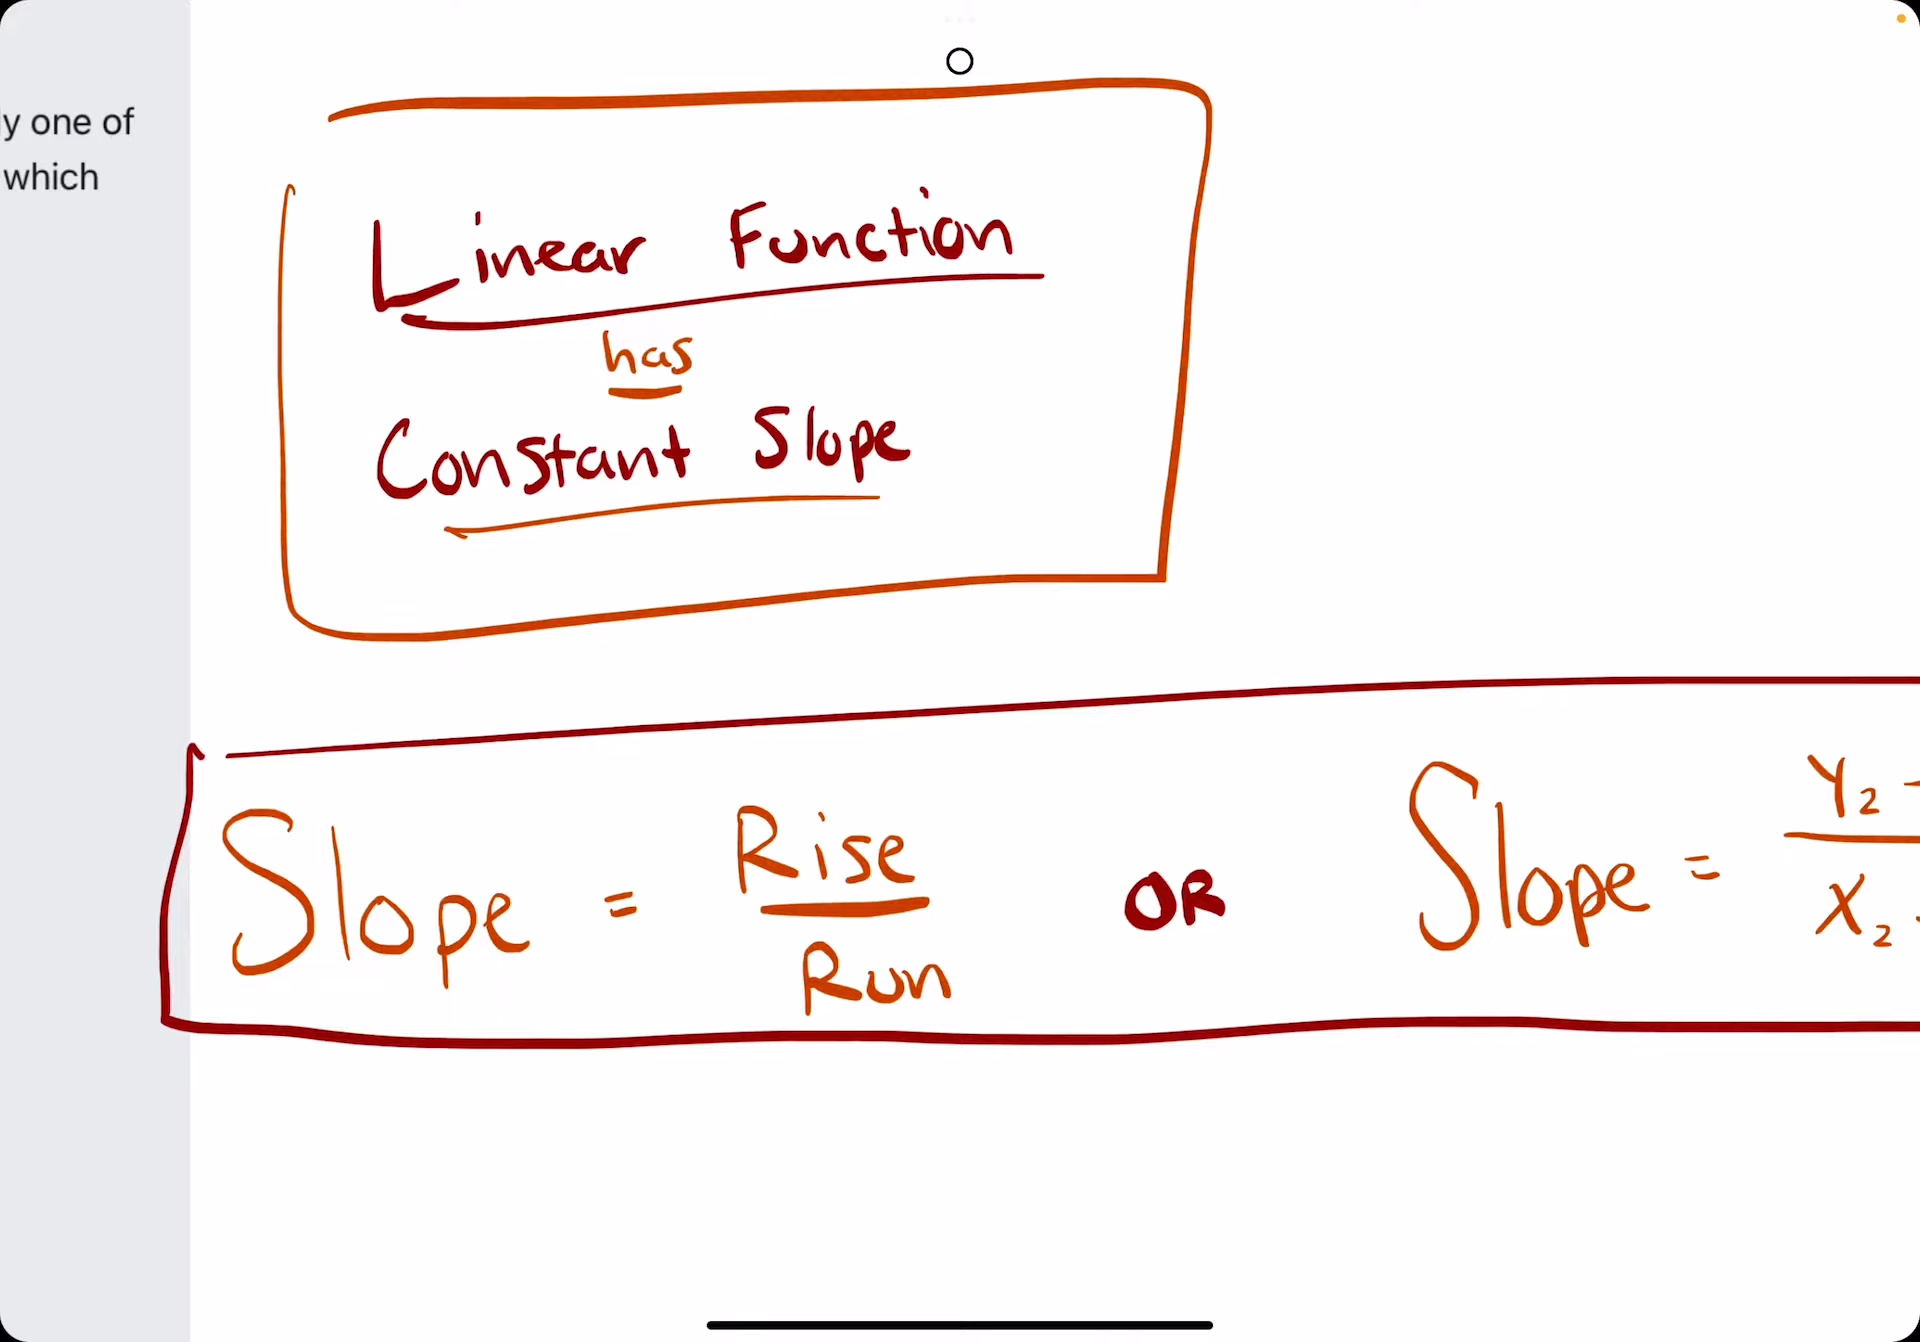 y one of
which
Linear Function
has
Constant Slope
Slope = Rise / Run OR Slope = Y₂ - / X₂